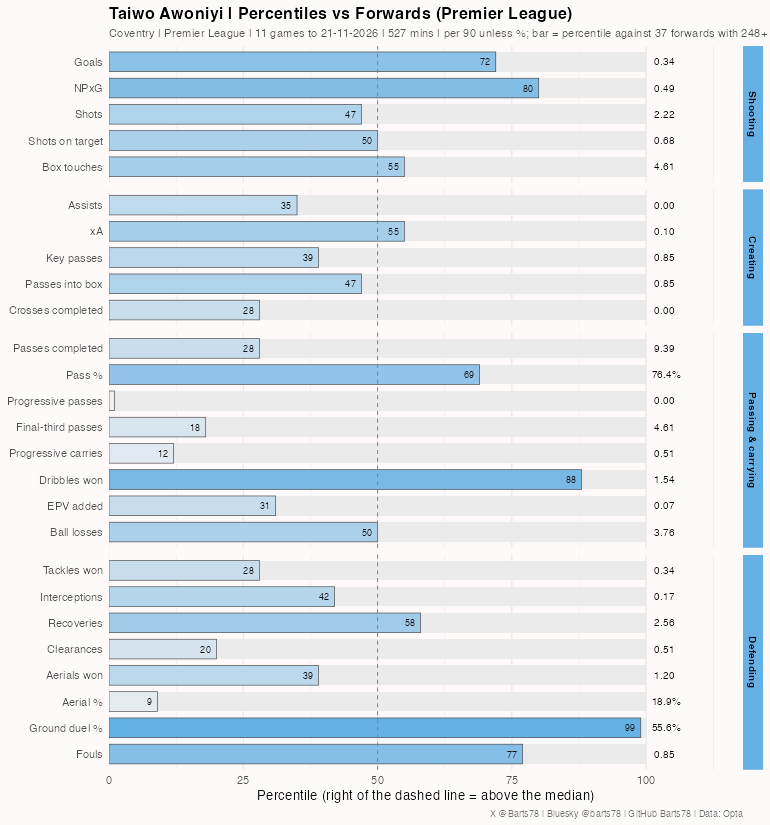 Taiwo Awoniyi | Percentiles vs Forwards (Premier League)
Coventry | Premier League | 11 games to 21-11-2026 | 527 mins | per 90 unless %; bar = percentile against 37 forwards with 248+
Goals 72 0.34
NPxG 80 0.49
Shots 47 2.22
Shots on target 50 0.68
Box touches 55 4.61
Shooting
Assists 35 0.00
xA 55 0.10
Key passes 39 0.85
Passes into box 47 0.85
Crosses completed 28 0.00
Creating
Passes completed 28 9.39
Pass % 69 76.4%
Progressive passes 0.00
Final-third passes 18 4.61
Progressive carries 12 0.51
Dribbles won 88 1.54
EPV added 31 0.07
Ball losses 50 3.76
Passing & carrying
Tackles won 28 0.34
Interceptions 42 0.17
Recoveries 58 2.56
Clearances 20 0.51
Aerials won 39 1.20
Aerial % 9 18.9%
Ground duel % 99 55.6%
Fouls 77 0.85
Defending
0 25 50 75 100
Percentile (right of the dashed line = above the median)
X @Barts78 | Bluesky @barts78 | GitHub Barts78 | Data: Opta